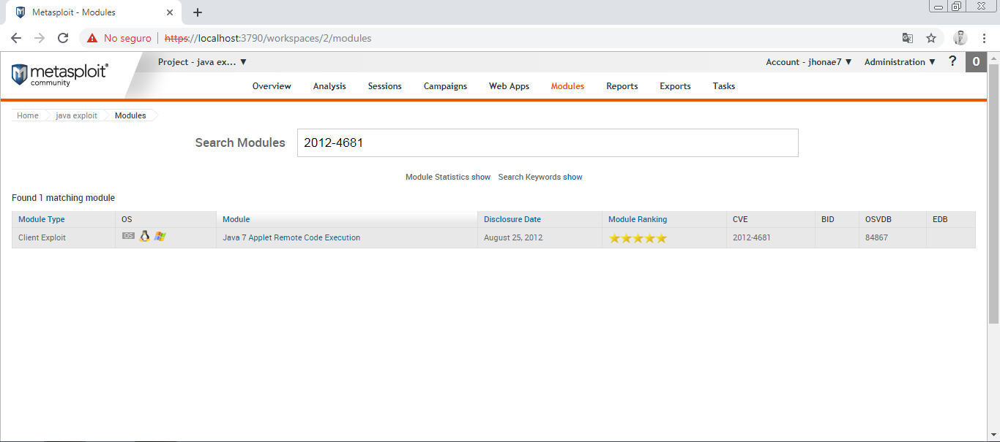 Metasploit - Modules
No seguro https://localhost:3790/workspaces/2/modules
metasploit®
community
Project - java ex... ▼
Account - jhonae7 ▼ Administration ▼ ? 0
Overview Analysis Sessions Campaigns Web Apps Modules Reports Exports Tasks
Home java exploit Modules
Search Modules 2012-4681
Module Statistics show Search Keywords show
Found 1 matching module
Module Type OS Module Disclosure Date Module Ranking CVE BID OSVDB EDB
Client Exploit OS Java 7 Applet Remote Code Execution August 25, 2012 2012-4681 84867